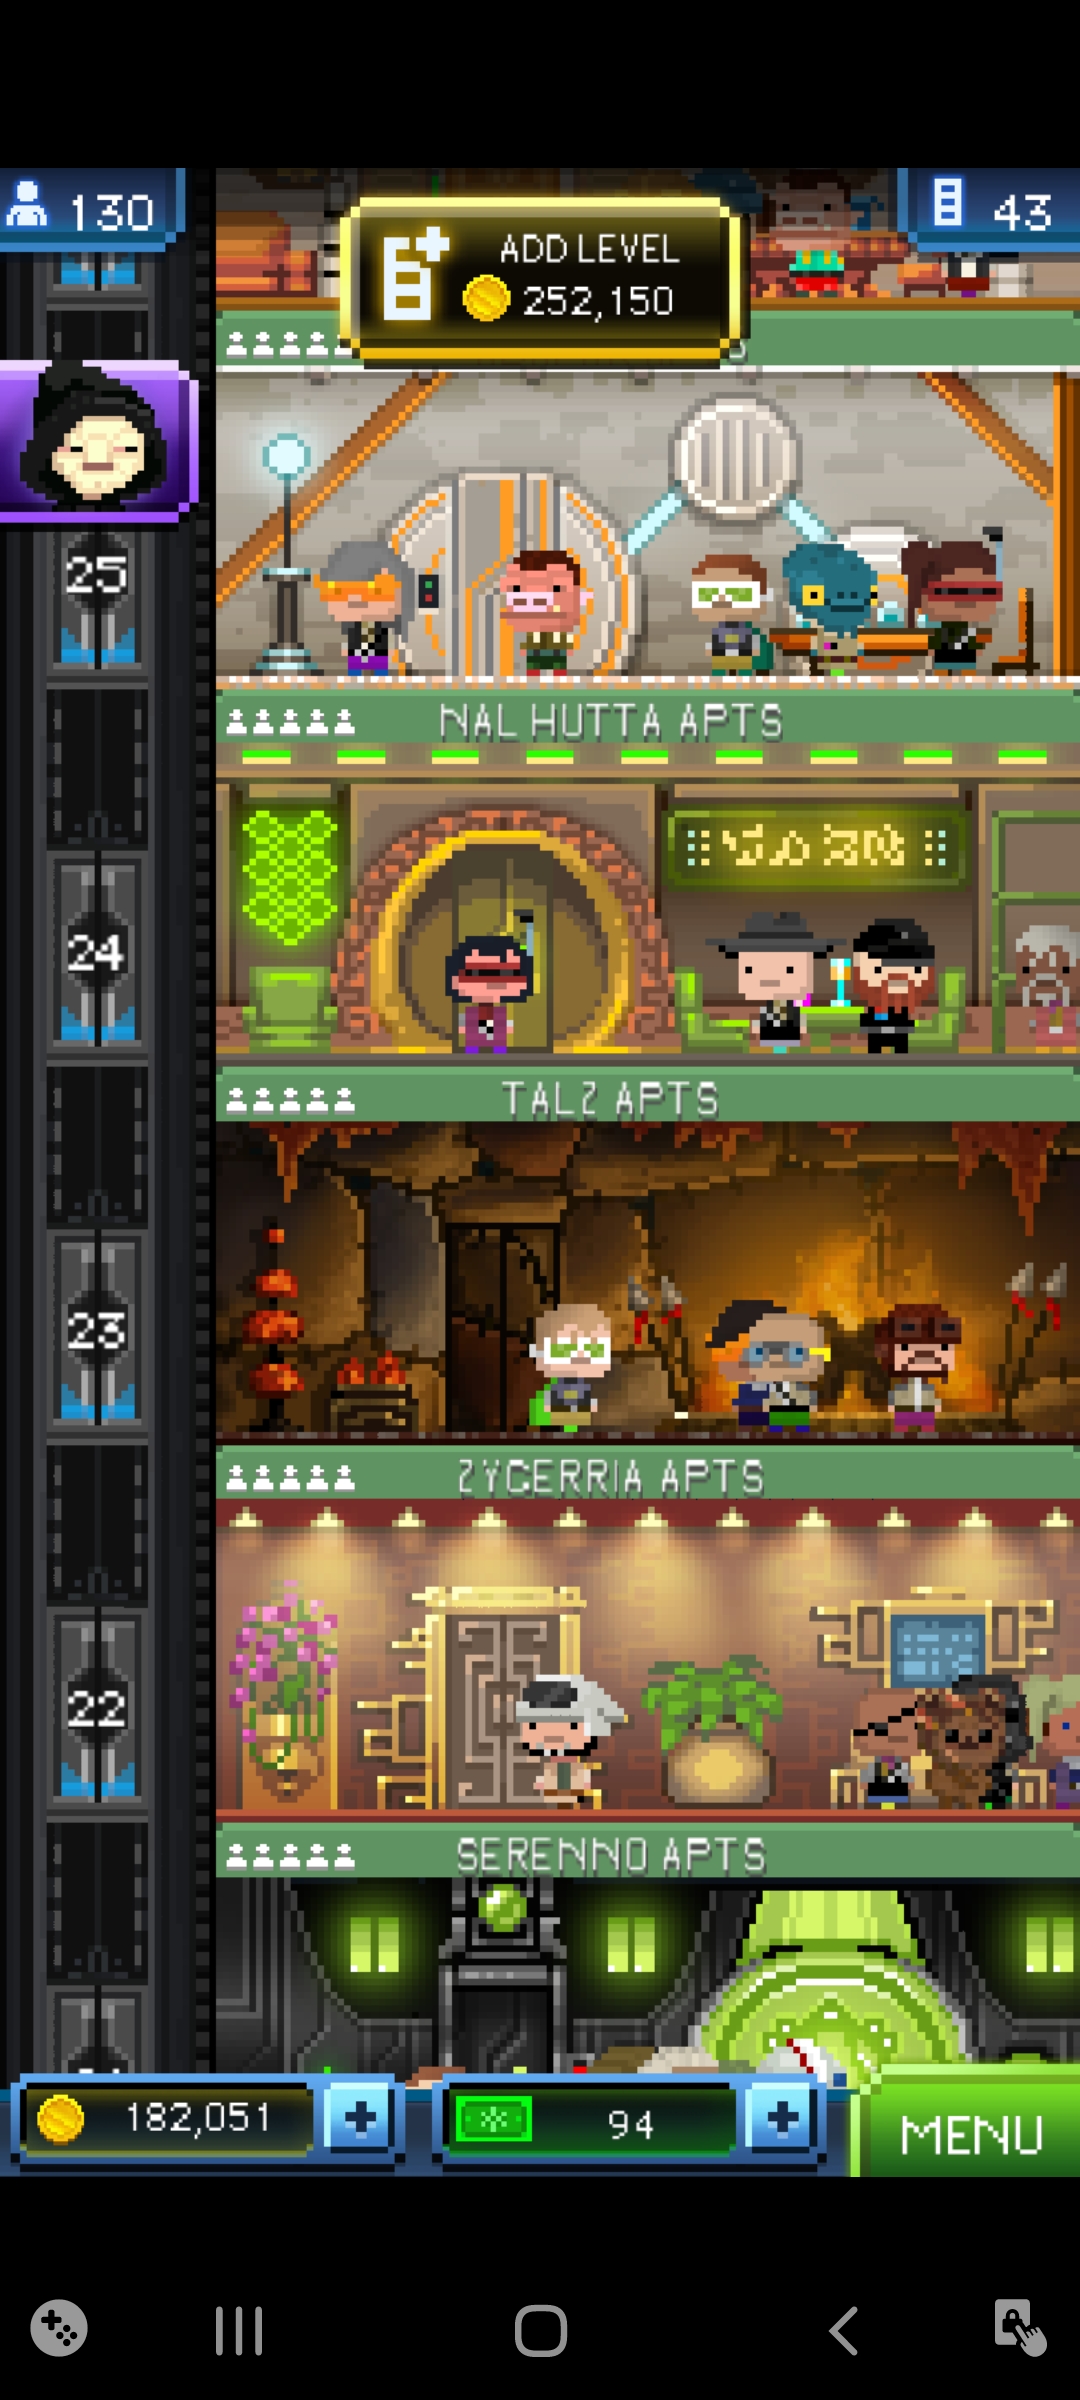 130
43
ADD LEVEL
252,150
25
NAL HUTTA APTS
24
TALZ APTS
23
ZYGERRIA APTS
22
SERENNO APTS
182,051
94
MENU